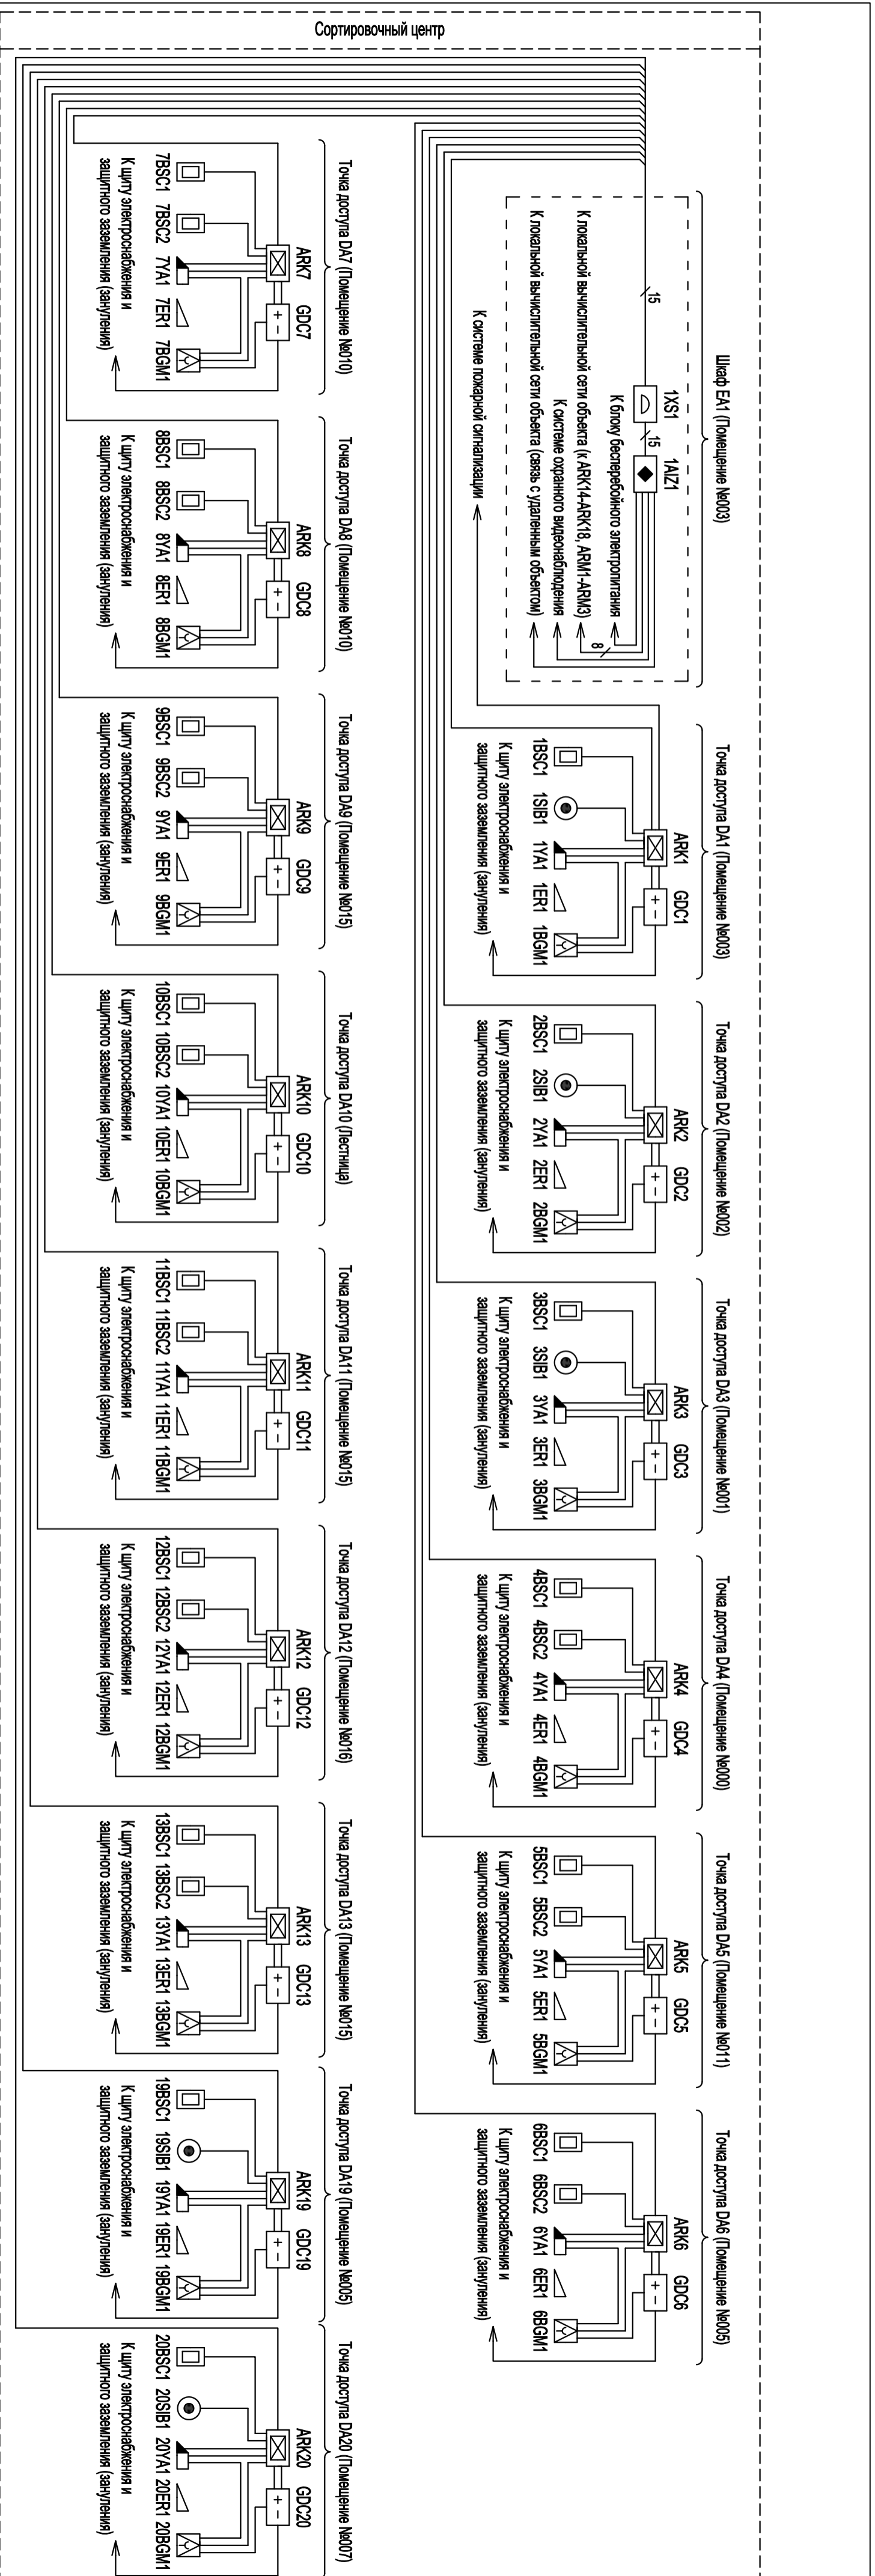 Сортировочный центр
Шкаф EA1 (Помещение №003)
15
1XS1
15
1AIZ1
К блоку бесперебойного электропитания
К локальной вычислительной сети объекта (к ARK14-ARK18, ARM1-ARM3)
8
К системе охранного видеонаблюдения
К локальной вычислительной сети объекта (связь с удаленным объектом)
К системе пожарной сигнализации
Точка доступа DA1 (Помещение №003)
ARK1 GDC1
+ −
1BSC1 1SIB1 1YA1 1ER1 1BGM1
К щиту электроснабжения и
защитного заземления (зануления)
Точка доступа DA2 (Помещение №002)
ARK2 GDC2
+ −
2BSC1 2SIB1 2YA1 2ER1 2BGM1
К щиту электроснабжения и
защитного заземления (зануления)
Точка доступа DA3 (Помещение №001)
ARK3 GDC3
+ −
3BSC1 3SIB1 3YA1 3ER1 3BGM1
К щиту электроснабжения и
защитного заземления (зануления)
Точка доступа DA4 (Помещение №000)
ARK4 GDC4
+ −
4BSC1 4BSC2 4YA1 4ER1 4BGM1
К щиту электроснабжения и
защитного заземления (зануления)
Точка доступа DA5 (Помещение №011)
ARK5 GDC5
+ −
5BSC1 5BSC2 5YA1 5ER1 5BGM1
К щиту электроснабжения и
защитного заземления (зануления)
Точка доступа DA6 (Помещение №005)
ARK6 GDC6
+ −
6BSC1 6BSC2 6YA1 6ER1 6BGM1
К щиту электроснабжения и
защитного заземления (зануления)
Точка доступа DA7 (Помещение №010)
ARK7 GDC7
+ −
7BSC1 7BSC2 7YA1 7ER1 7BGM1
К щиту электроснабжения и
защитного заземления (зануления)
Точка доступа DA8 (Помещение №010)
ARK8 GDC8
+ −
8BSC1 8BSC2 8YA1 8ER1 8BGM1
К щиту электроснабжения и
защитного заземления (зануления)
Точка доступа DA9 (Помещение №015)
ARK9 GDC9
+ −
9BSC1 9BSC2 9YA1 9ER1 9BGM1
К щиту электроснабжения и
защитного заземления (зануления)
Точка доступа DA10 (Лестница)
ARK10 GDC10
+ −
10BSC1 10BSC2 10YA1 10ER1 10BGM1
К щиту электроснабжения и
защитного заземления (зануления)
Точка доступа DA11 (Помещение №015)
ARK11 GDC11
+ −
11BSC1 11BSC2 11YA1 11ER1 11BGM1
К щиту электроснабжения и
защитного заземления (зануления)
Точка доступа DA12 (Помещение №016)
ARK12 GDC12
+ −
12BSC1 12BSC2 12YA1 12ER1 12BGM1
К щиту электроснабжения и
защитного заземления (зануления)
Точка доступа DA13 (Помещение №015)
ARK13 GDC13
+ −
13BSC1 13BSC2 13YA1 13ER1 13BGM1
К щиту электроснабжения и
защитного заземления (зануления)
Точка доступа DA19 (Помещение №005)
ARK19 GDC19
+ −
19BSC1 19SIB1 19YA1 19ER1 19BGM1
К щиту электроснабжения и
защитного заземления (зануления)
Точка доступа DA20 (Помещение №007)
ARK20 GDC20
+ −
20BSC1 20SIB1 20YA1 20ER1 20BGM1
К щиту электроснабжения и
защитного заземления (зануления)